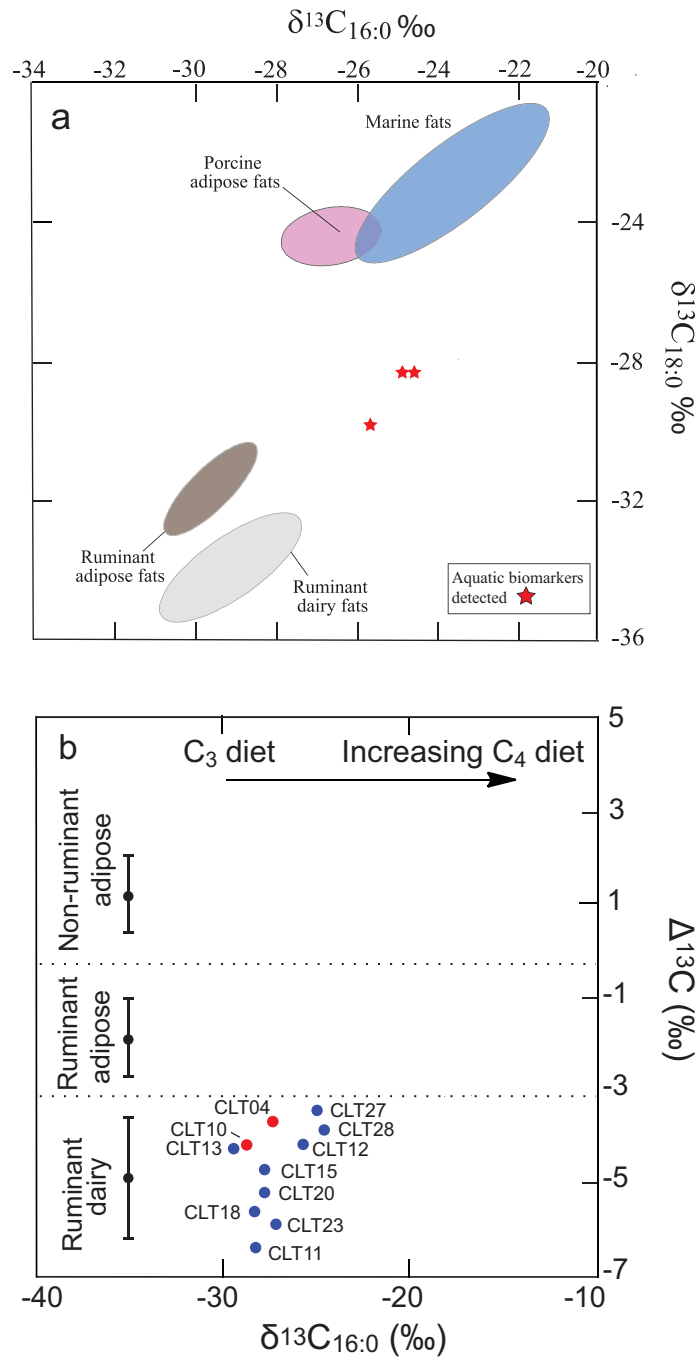 δ¹³C₁₆:₀ ‰
-34 -32 -30 -28 -26 -24 -22 -20
a
Marine fats
Porcine
adipose fats
-24
δ¹³C₁₈:₀ ‰
-28
-32
Ruminant
adipose fats
Ruminant
dairy fats
Aquatic biomarkers
detected
-36
b
5
C₃ diet Increasing C₄ diet
3
Non-ruminant
adipose
1
Δ¹³C (‰)
-1
Ruminant
adipose
-3
CLT04
CLT27
CLT10
CLT28
CLT13
CLT12
CLT15
-5
Ruminant
dairy
CLT20
CLT18
CLT23
CLT11
-7
-40 -30 -20 -10
δ¹³C₁₆:₀ (‰)